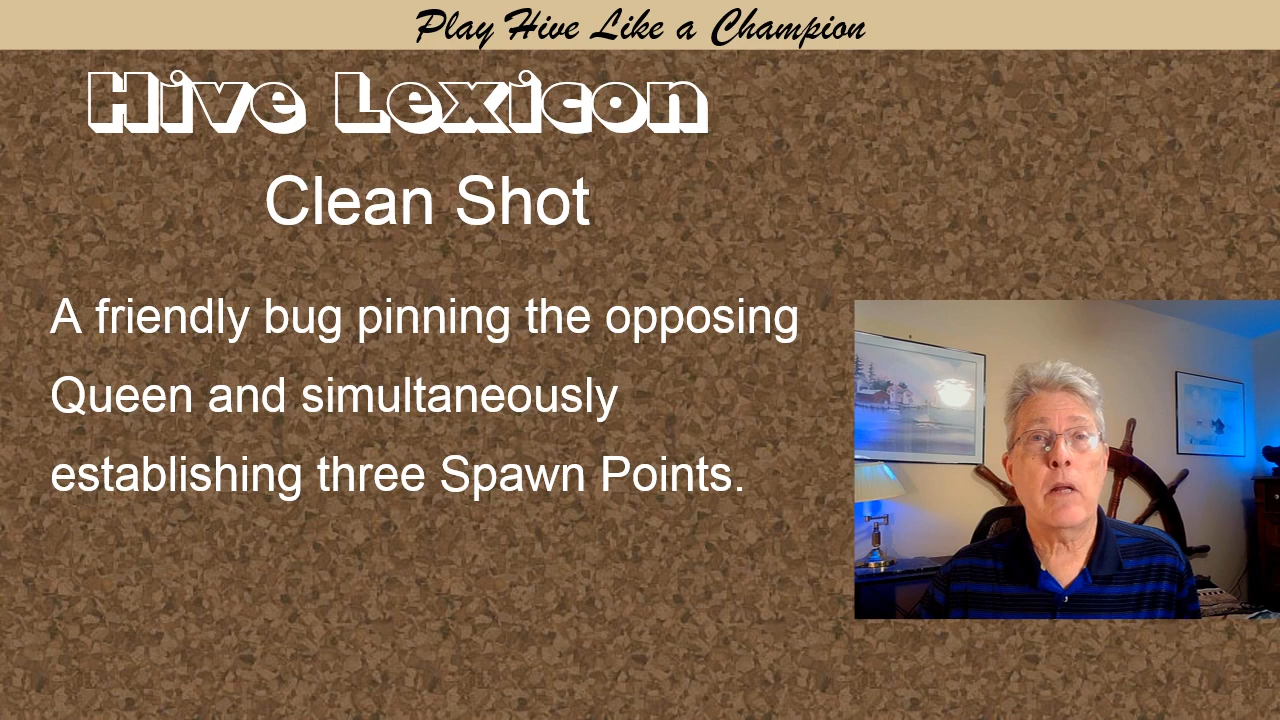 Play Hive Like a Champion
Hive Lexicon
Clean Shot
A friendly bug pinning the opposing
Queen and simultaneously
establishing three Spawn Points.